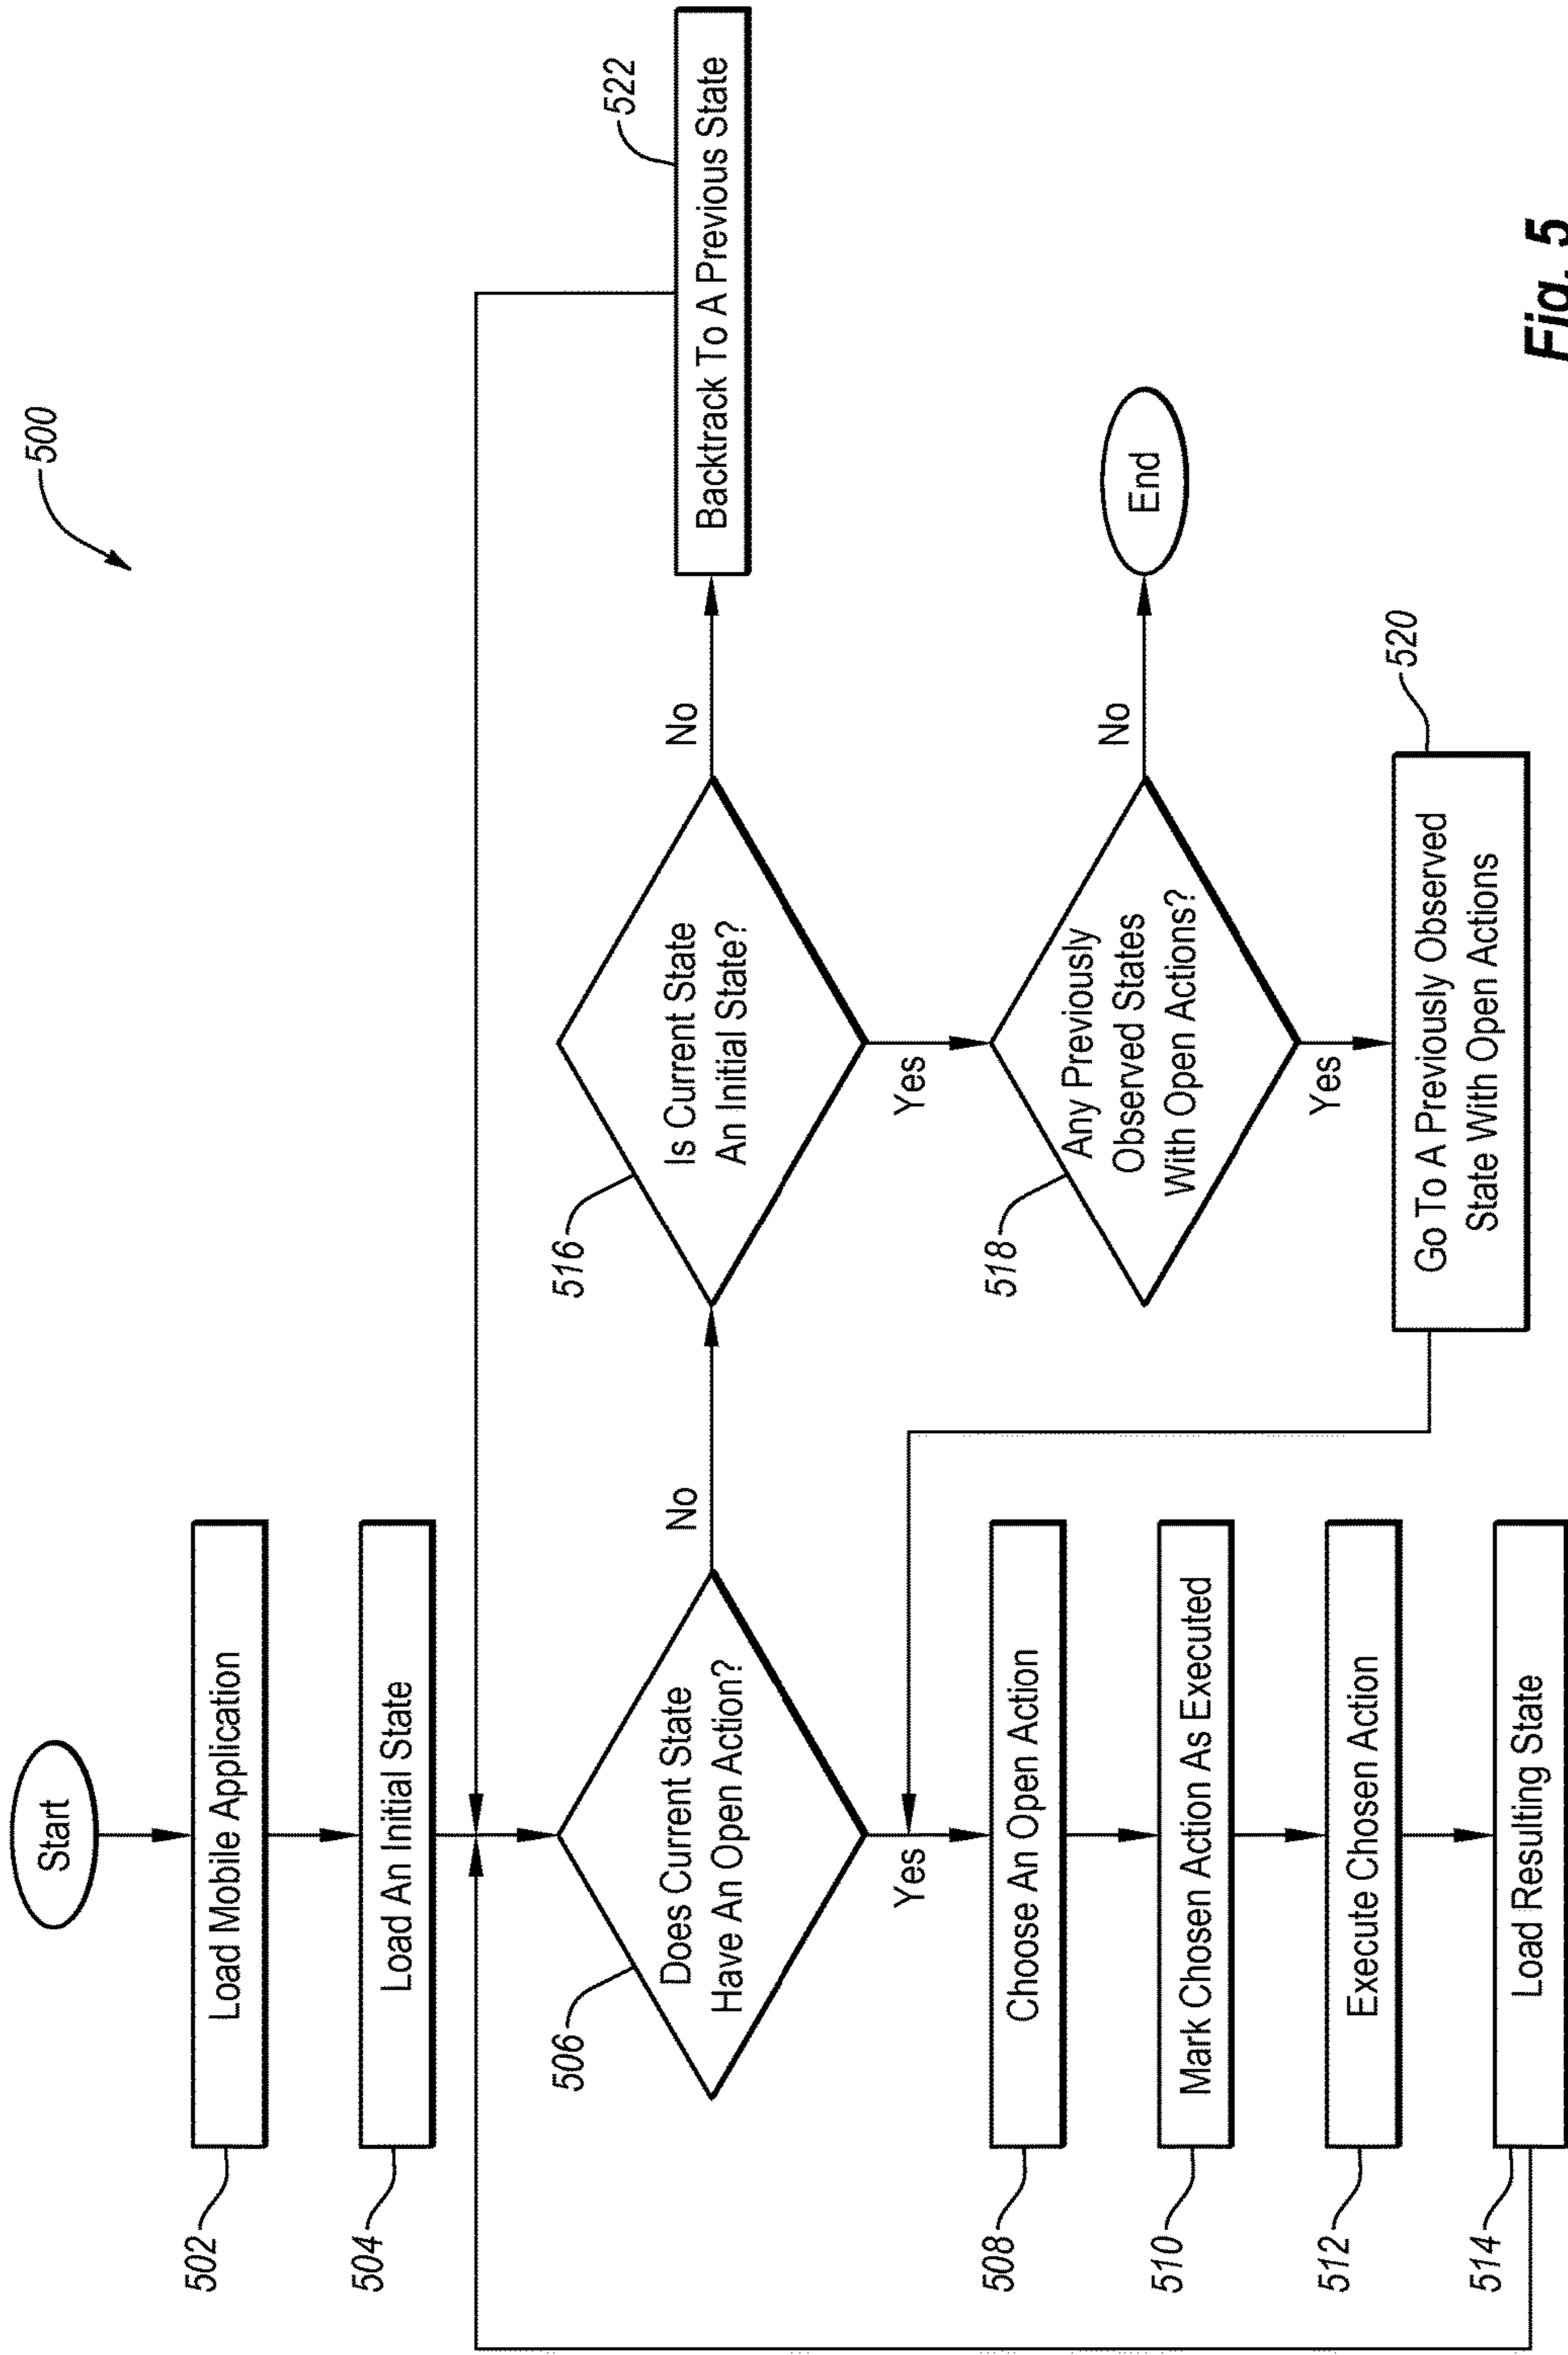 500
Start
502
Load Mobile Application
504
Load An Initial State
506
Does Current State
Have An Open Action?
No
Yes
516
Is Current State
An Initial State?
No
Yes
522
Backtrack To A Previous State
508
Choose An Open Action
510
Mark Chosen Action As Executed
512
Execute Chosen Action
514
Load Resulting State
518
Any Previously
Observed States
With Open Actions?
No
Yes
End
520
Go To A Previously Observed
State With Open Actions
Fig. 5